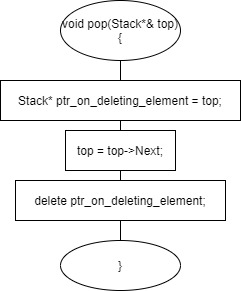 void pop(Stack*& top)
{
Stack* ptr_on_deleting_element = top;
top = top->Next;
delete ptr_on_deleting_element;
}